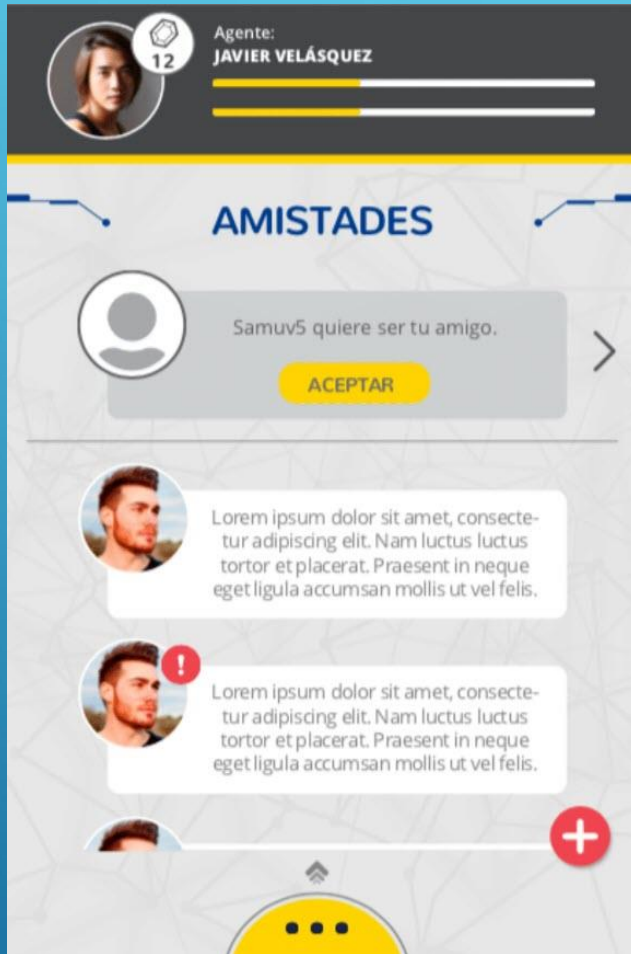 12
Agente:
JAVIER VELÁSQUEZ
AMISTADES
Samuv5 quiere ser tu amigo.
ACEPTAR
Lorem ipsum dolor sit amet, consecte-
tur adipiscing elit. Nam luctus luctus
tortor et placerat. Praesent in neque
eget ligula accumsan mollis ut vel felis.
!
Lorem ipsum dolor sit amet, consecte-
tur adipiscing elit. Nam luctus luctus
tortor et placerat. Praesent in neque
eget ligula accumsan mollis ut vel felis.